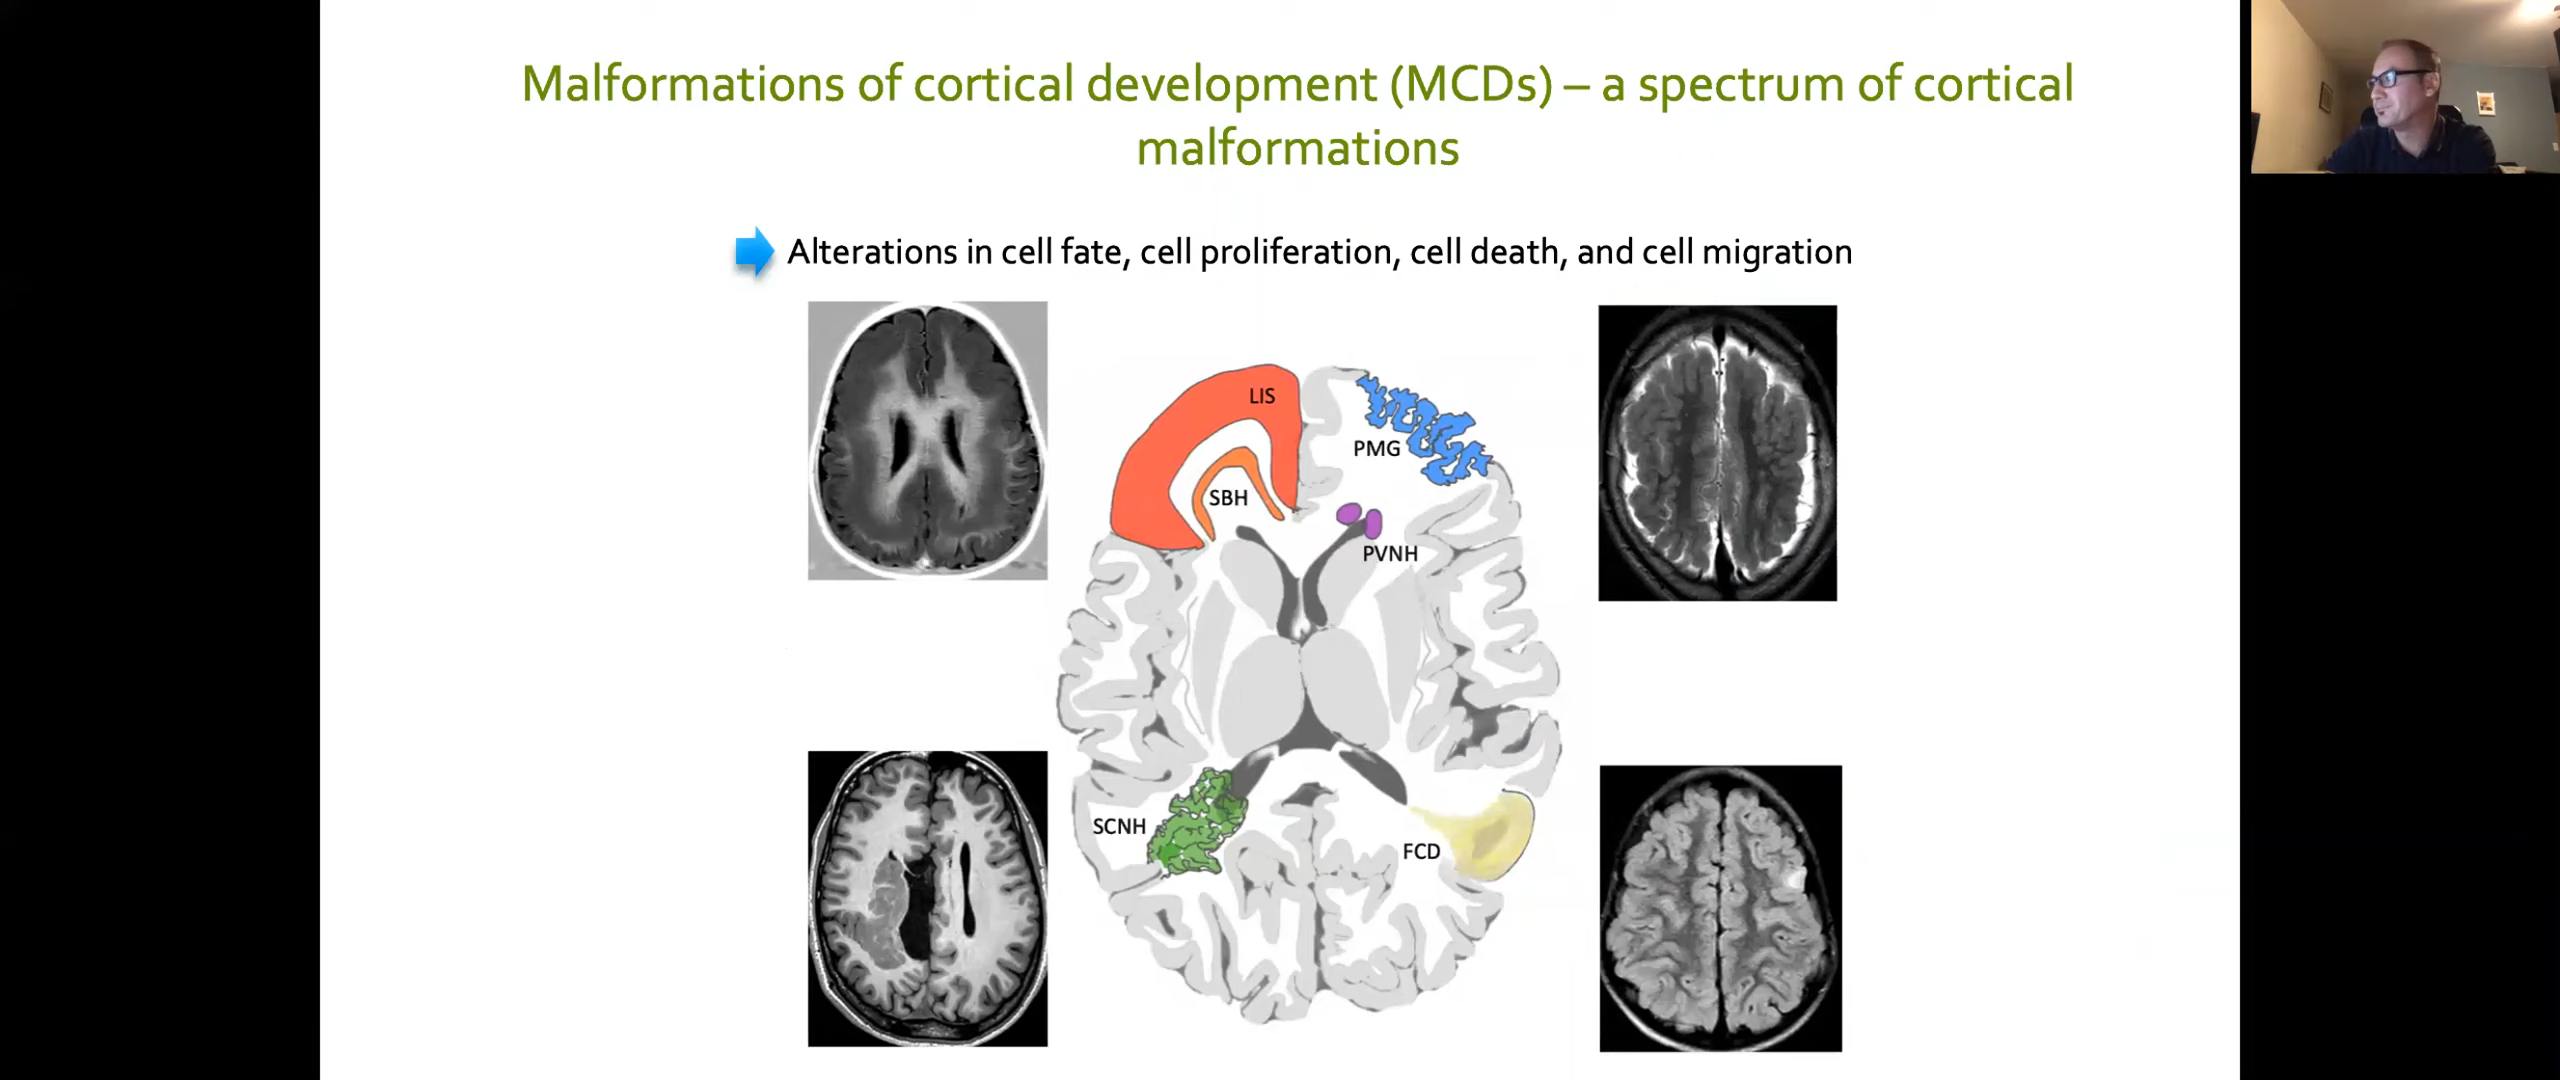 Malformations of cortical development (MCDs) – a spectrum of cortical
malformations
Alterations in cell fate, cell proliferation, cell death, and cell migration
LIS
PMG
SBH
PVNH
SCNH
FCD